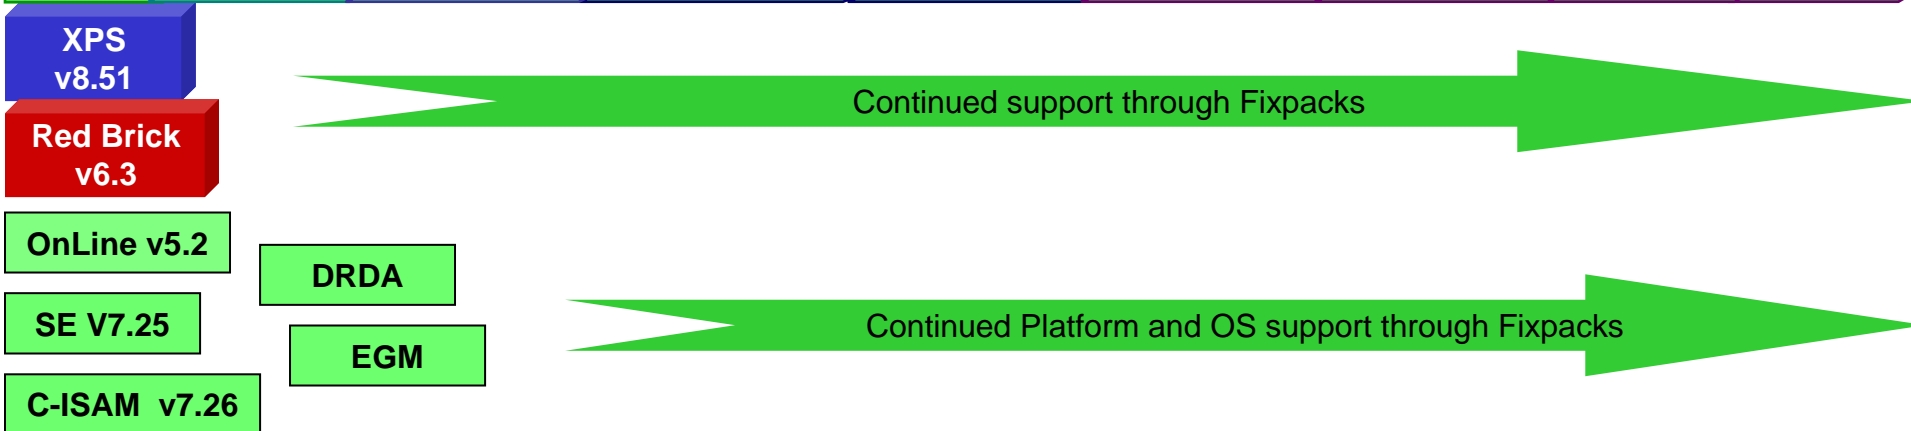 XPS
v8.51
Continued support through Fixpacks
Red Brick
v6.3
OnLine v5.2
DRDA
SE V7.25
Continued Platform and OS support through Fixpacks
EGM
C-ISAM v7.26